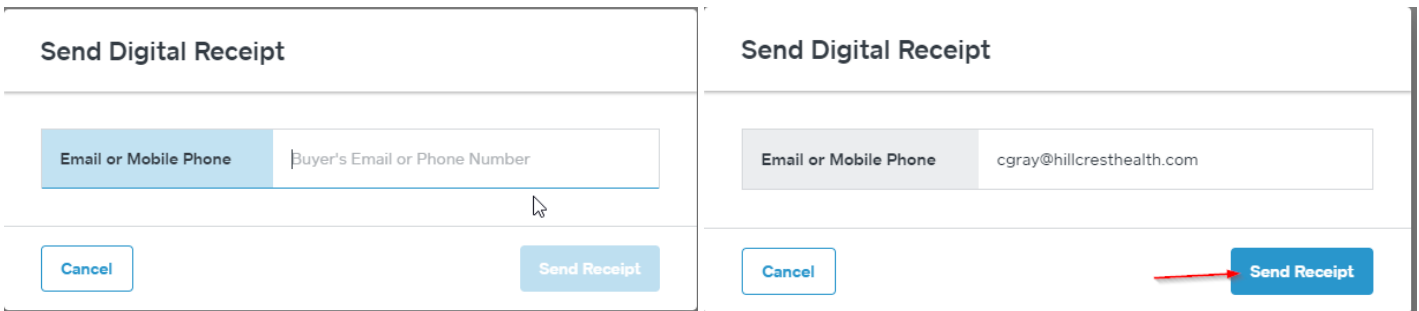 Send Digital Receipt
Email or Mobile Phone
Buyer's Email or Phone Number
Cancel
Send Receipt
Send Digital Receipt
Email or Mobile Phone
cgray@hillcresthealth.com
Cancel
Send Receipt